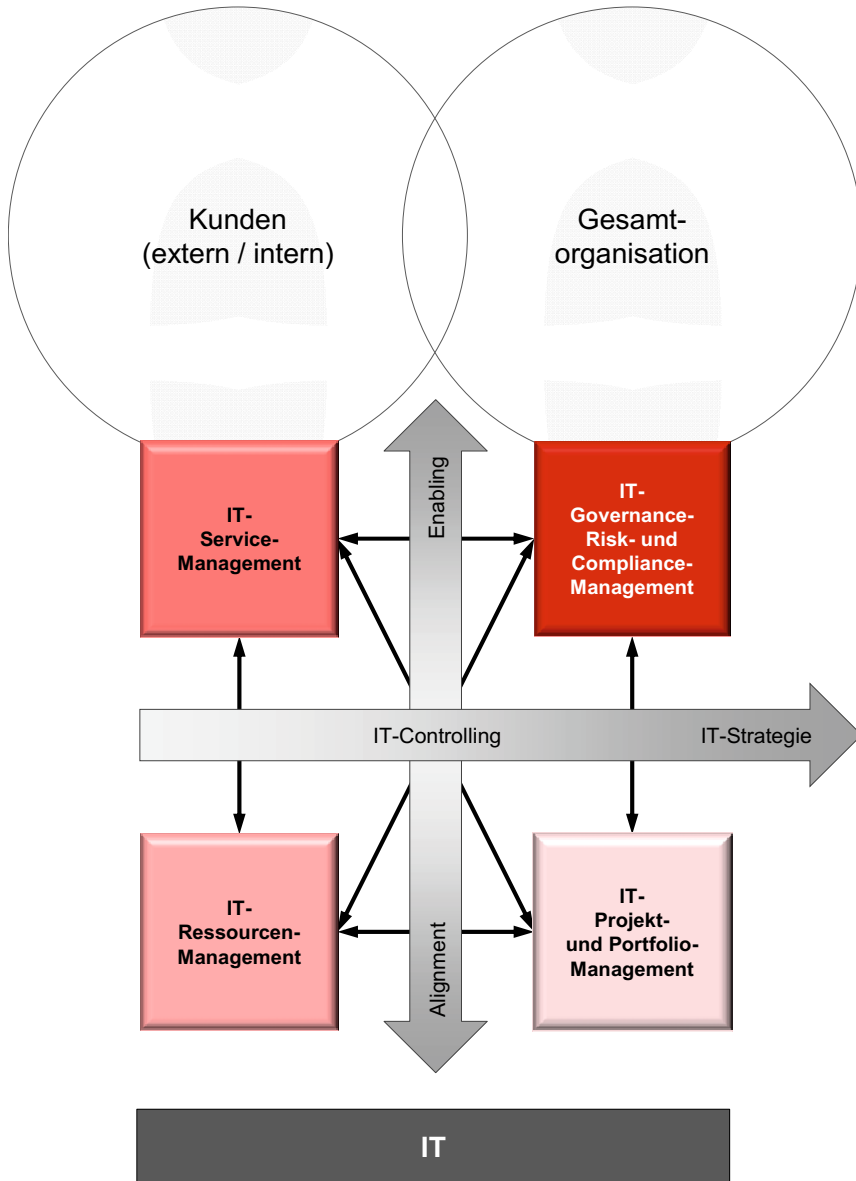 Kunden
(extern / intern)
Gesamt-
organisation
Enabling
IT-
Service-
Management
IT-
Governance-
Risk- und
Compliance-
Management
IT-Controlling
IT-Strategie
IT-
Ressourcen-
Management
Alignment
IT-
Projekt-
und Portfolio-
Management
IT